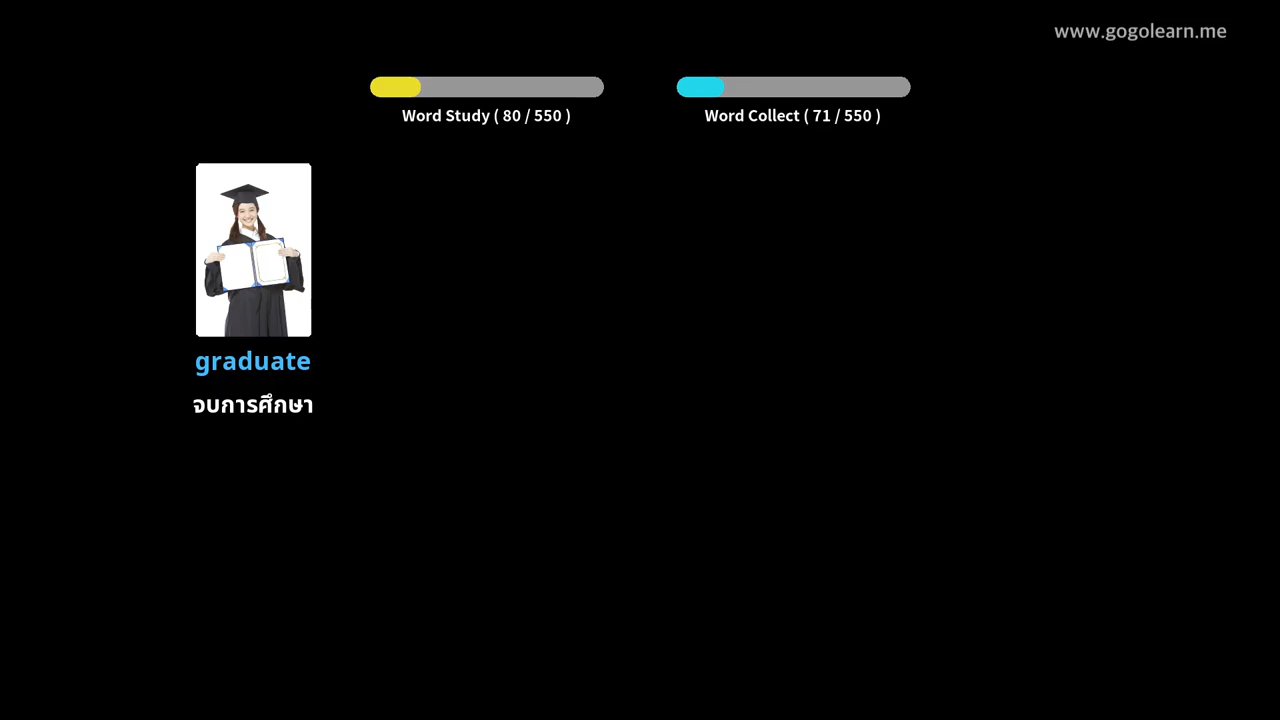 www.gogolearn.me
Word Study ( 80 / 550 )
Word Collect ( 71 / 550 )
graduate
จบการศึกษา